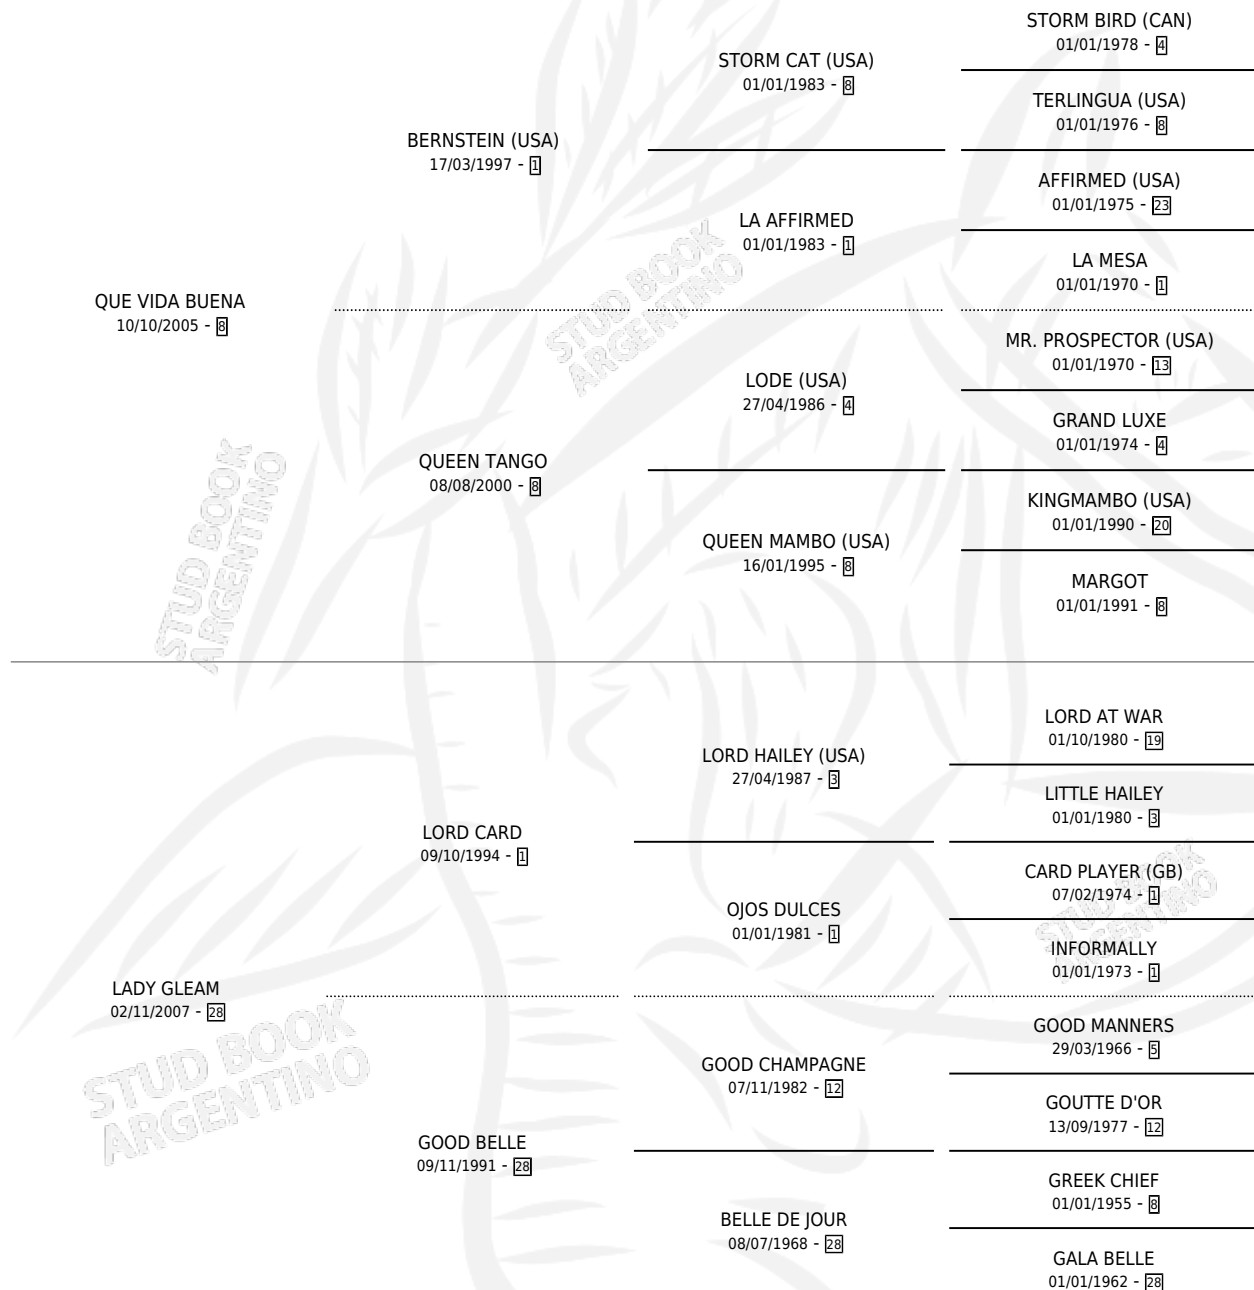 STORM BIRD (CAN)
01/01/1978 - 4
STORM CAT (USA)
01/01/1983 - 8
TERLINGUA (USA)
01/01/1976 - 8
BERNSTEIN (USA)
17/03/1997 - 1
AFFIRMED (USA)
01/01/1975 - 23
LA AFFIRMED
01/01/1983 - 1
LA MESA
01/01/1970 - 1
QUE VIDA BUENA
10/10/2005 - 8
MR. PROSPECTOR (USA)
01/01/1970 - 13
LODE (USA)
27/04/1986 - 4
GRAND LUXE
01/01/1974 - 4
QUEEN TANGO
08/08/2000 - 8
KINGMAMBO (USA)
01/01/1990 - 20
QUEEN MAMBO (USA)
16/01/1995 - 8
MARGOT
01/01/1991 - 8
LORD AT WAR
01/10/1980 - 19
LORD HAILEY (USA)
27/04/1987 - 3
LITTLE HAILEY
01/01/1980 - 3
LORD CARD
09/10/1994 - 1
CARD PLAYER (GB)
07/02/1974 - 1
OJOS DULCES
01/01/1981 - 1
INFORMALLY
01/01/1973 - 1
LADY GLEAM
02/11/2007 - 28
GOOD MANNERS
29/03/1966 - 5
GOOD CHAMPAGNE
07/11/1982 - 12
GOUTTE D'OR
13/09/1977 - 12
GOOD BELLE
09/11/1991 - 28
GREEK CHIEF
01/01/1955 - 8
BELLE DE JOUR
08/07/1968 - 28
GALA BELLE
01/01/1962 - 28
STUD BOOK
ARGENTINO
STUD BOOK
ARGENTINO
STUD BOOK
ARGENTINO
STUD BOOK
ARGENTINO